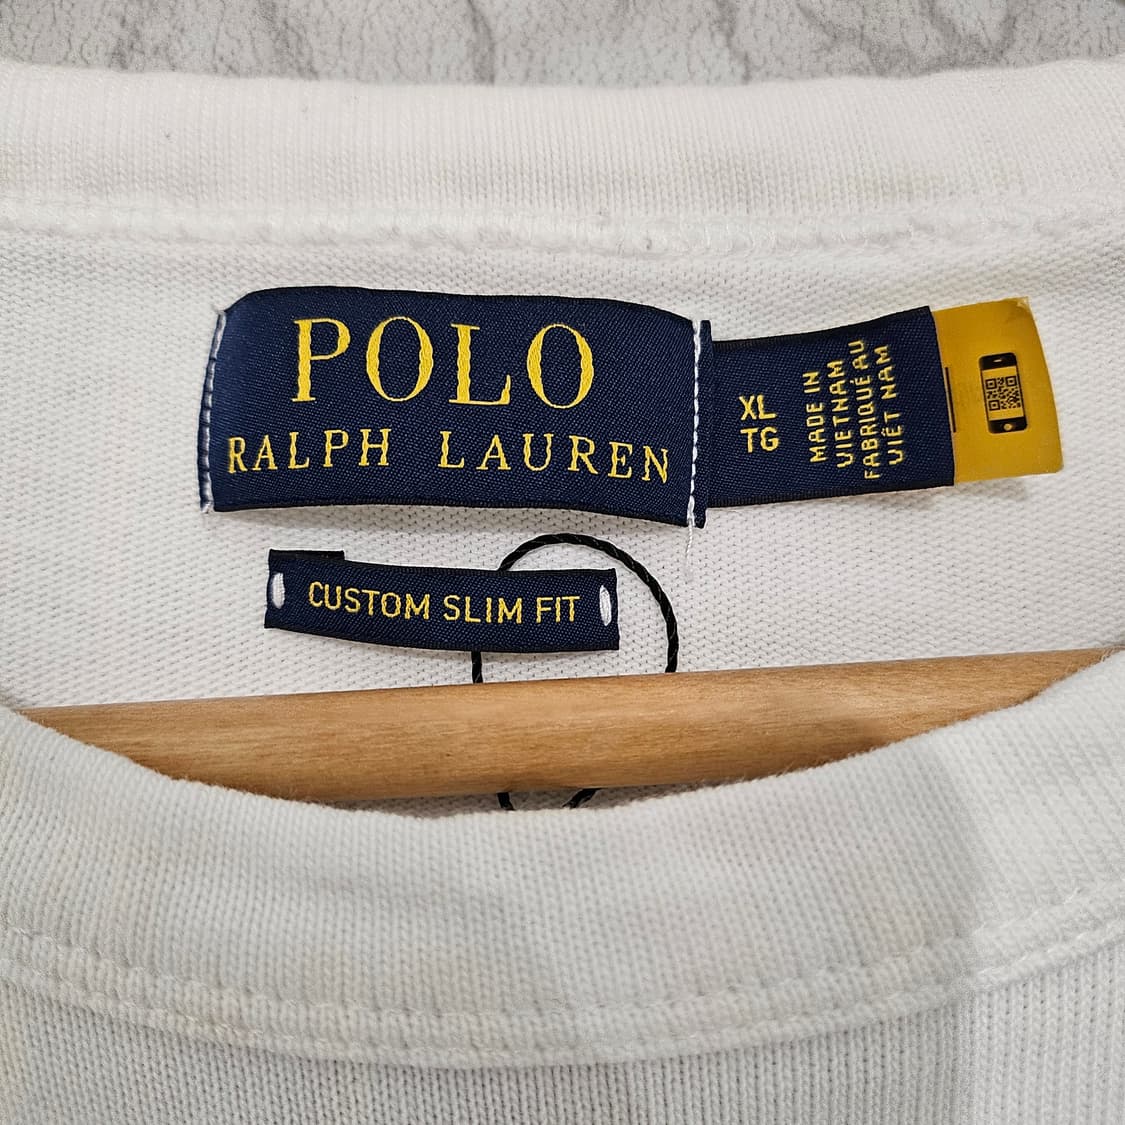 POLO
RALPH LAUREN
XL
TG
MADE IN
VIETNAM
FABRIQUÉ AU
VIÊT NAM
CUSTOM SLIM FIT